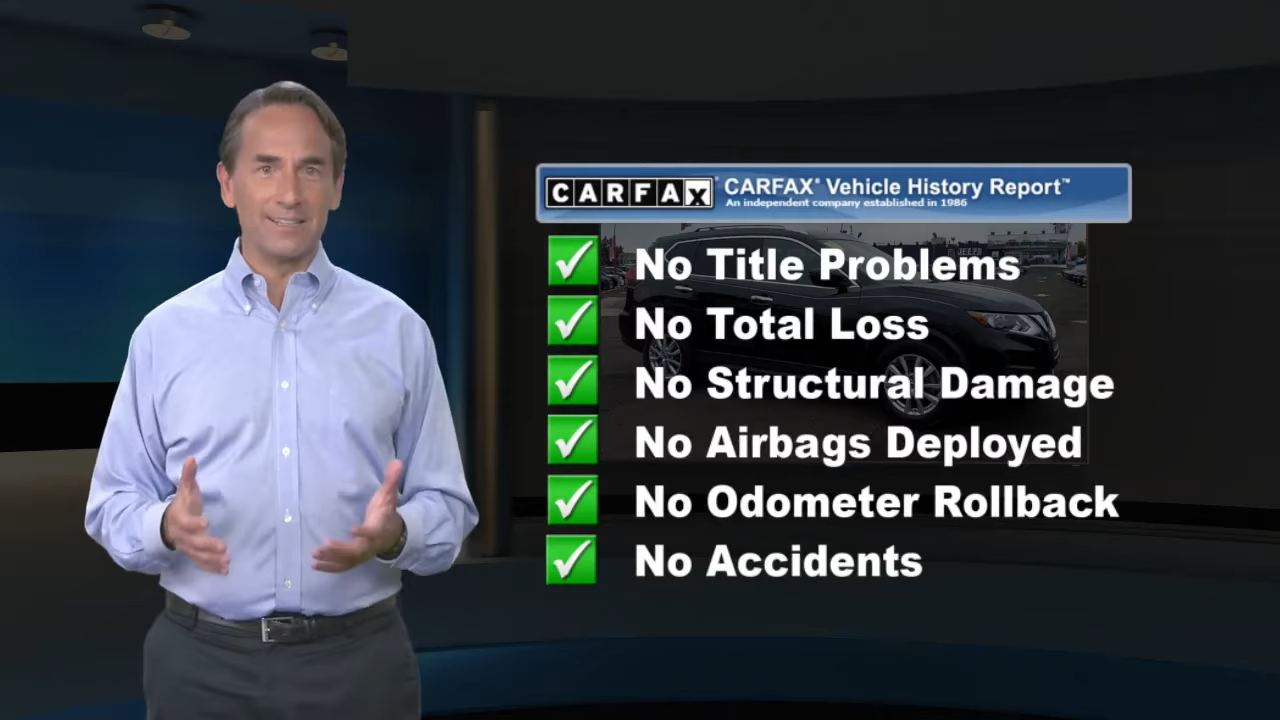 CARFAX® CARFAX® Vehicle History Report™
An independent company established in 1986
No Title Problems
No Total Loss
No Structural Damage
No Airbags Deployed
No Odometer Rollback
No Accidents